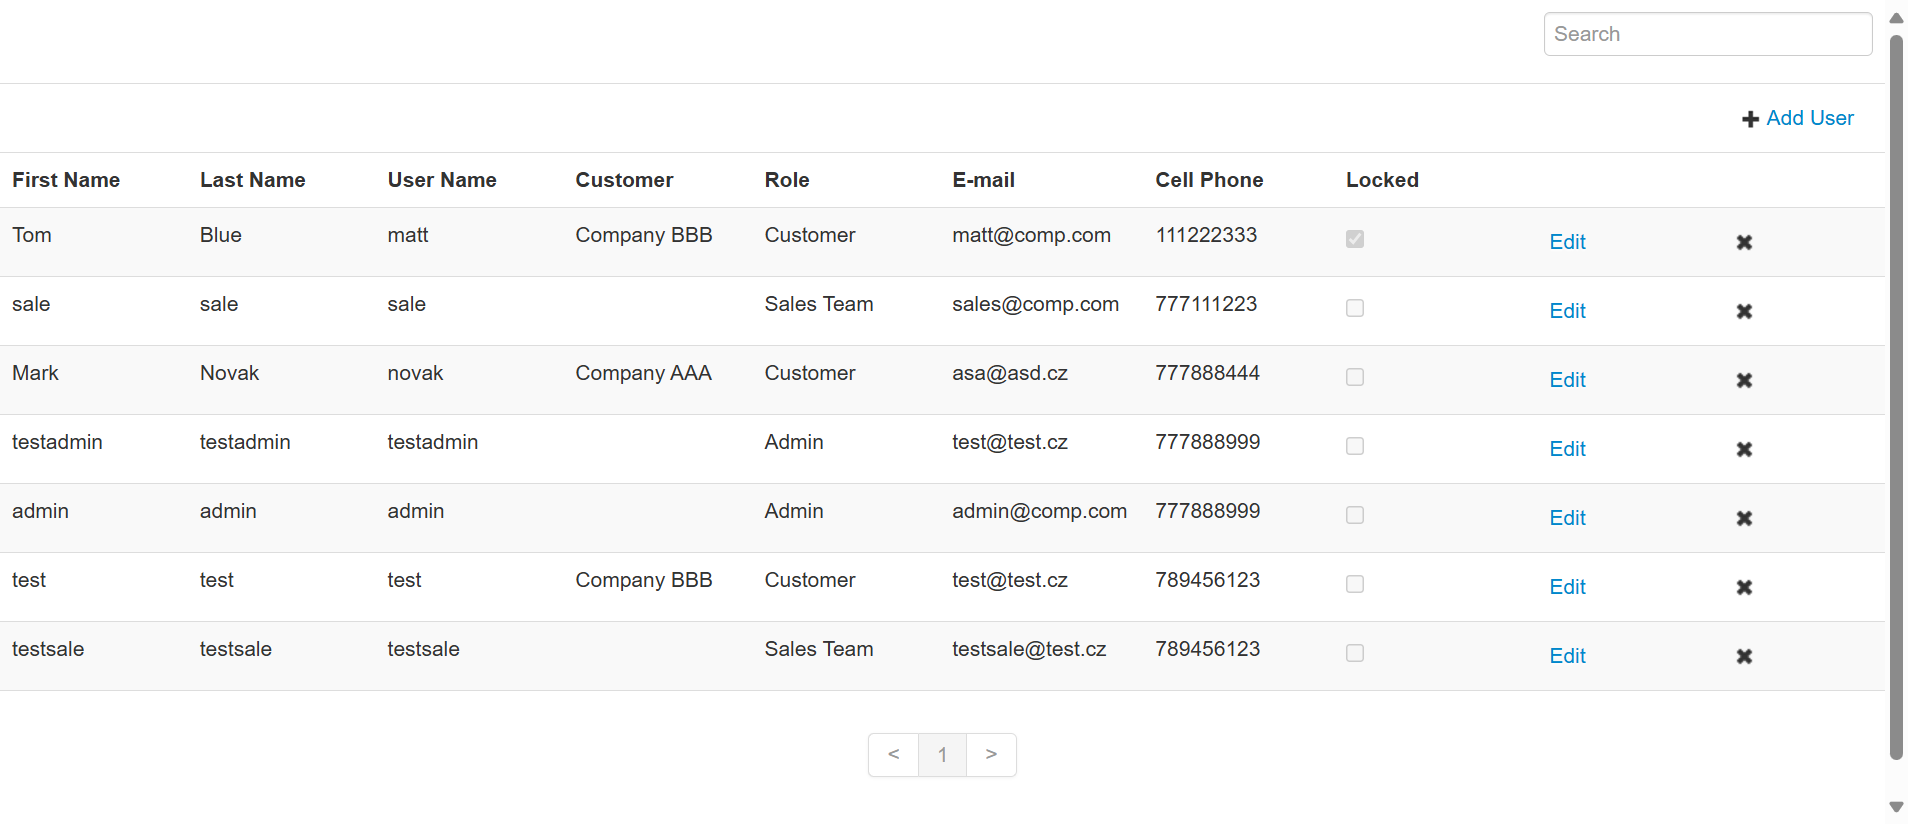 Search
Add User
First Name Last Name User Name Customer Role E-mail Cell Phone Locked
Tom Blue matt Company BBB Customer matt@comp.com 111222333 Edit
sale sale sale Sales Team sales@comp.com 777111223 Edit
Mark Novak novak Company AAA Customer asa@asd.cz 777888444 Edit
testadmin testadmin testadmin Admin test@test.cz 777888999 Edit
admin admin admin Admin admin@comp.com 777888999 Edit
test test test Company BBB Customer test@test.cz 789456123 Edit
testsale testsale testsale Sales Team testsale@test.cz 789456123 Edit
< 1 >